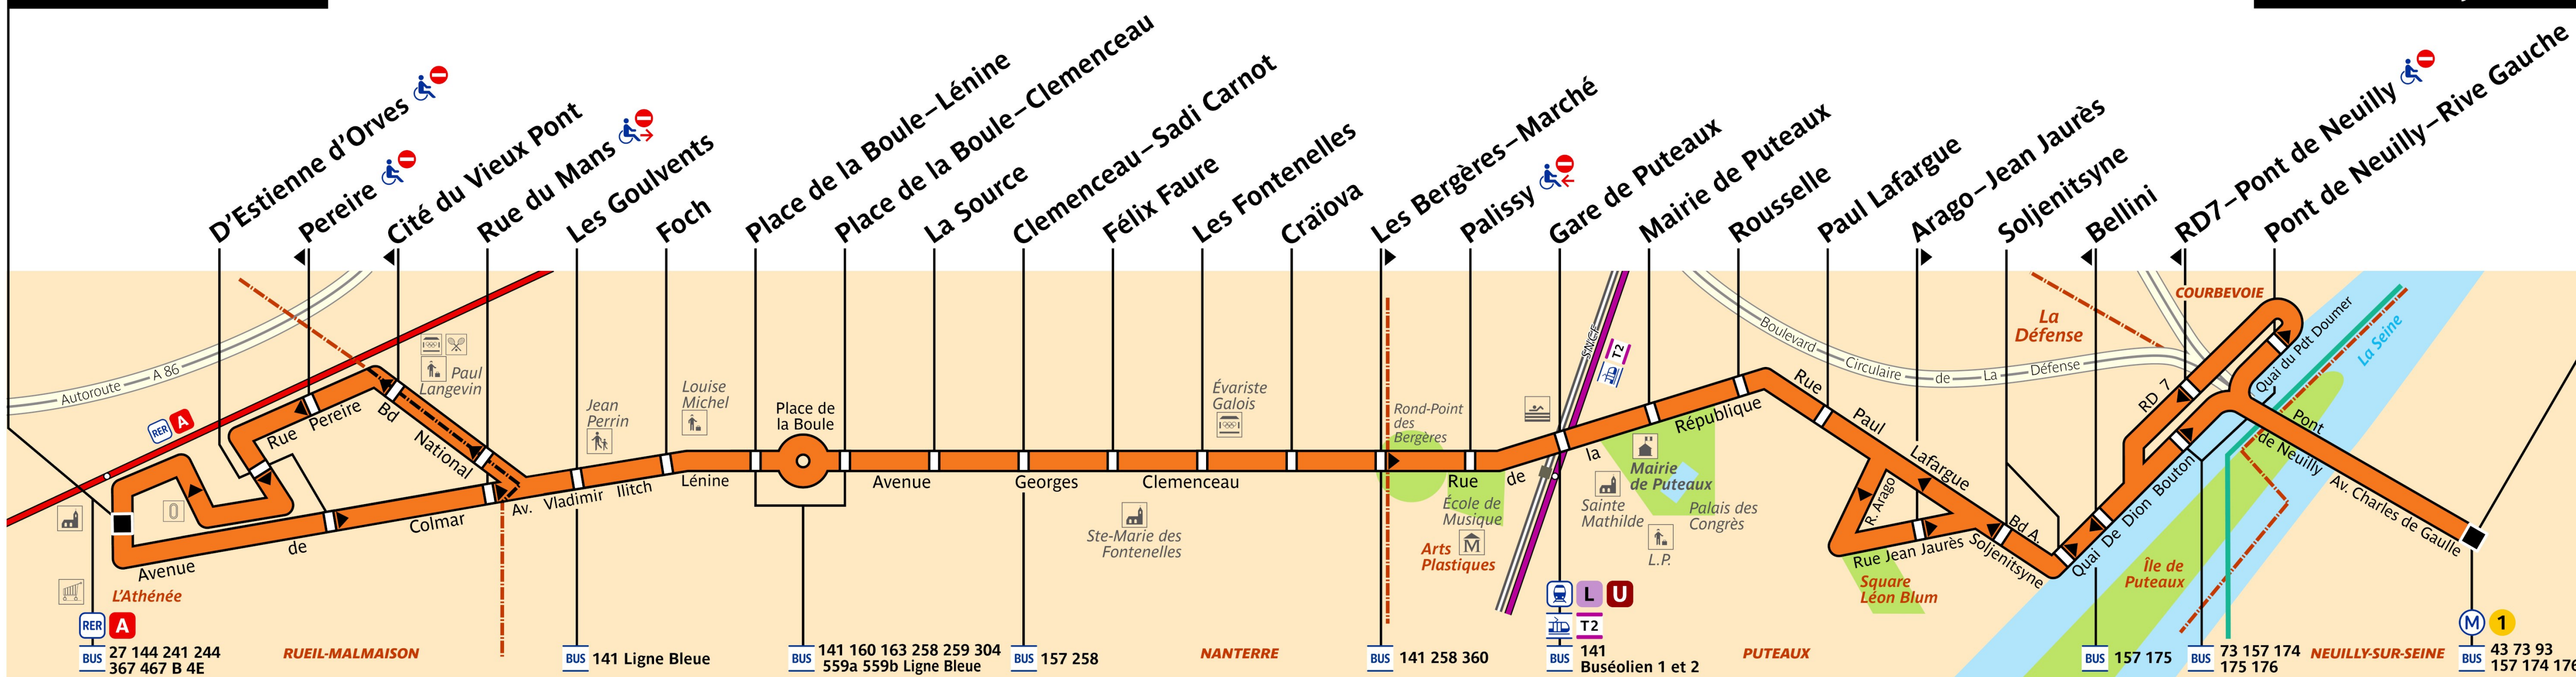 D'Estienne d'Orves
Pereire
Cité du Vieux Pont
Rue du Mans
Les Goulvents
Foch
Place de la Boule–Lénine
Place de la Boule–Clemenceau
La Source
Clemenceau–Sadi Carnot
Félix Faure
Les Fontenelles
Craïova
Les Bergères–Marché
Palissy
Gare de Puteaux
Mairie de Puteaux
Rousselle
Paul Lafargue
Arago–Jean Jaurès
Soljenitsyne
Bellini
RD7–Pont de Neuilly
Pont de Neuilly–Rive Gauche
Autoroute A 86
RER A
Rue Pereire
Bd National
Paul
Langevin
Avenue de Colmar
Av. Vladimir Ilitch Lénine
Jean
Perrin
Louise
Michel
Place de
la Boule
Avenue Georges Clemenceau
Ste-Marie des
Fontenelles
Évariste
Galois
Rond-Point
des
Bergères
Rue de la République
École de
Musique
Arts
Plastiques
SNCF
T2
Sainte
Mathilde
Mairie
de Puteaux
Palais des
Congrès
L.P.
Boulevard Circulaire de La Défense
La
Défense
Rue Paul Lafargue
R. Arago
Rue Jean Jaurès
Square
Léon Blum
Bd A.
Soljenitsyne
Quai De Dion Bouton
RD 7
COURBEVOIE
Quai du Pdt Doumer
La Seine
Pont
de Neuilly
Av. Charles de Gaulle
Île de
Puteaux
L'Athénée
RER A
BUS 27 144 241 244
367 467 B 4E
RUEIL-MALMAISON
BUS 141 Ligne Bleue
BUS 141 160 163 258 259 304
559a 559b Ligne Bleue
BUS 157 258
NANTERRE
BUS 141 258 360
L U
T2
BUS 141
Buséolien 1 et 2
PUTEAUX
BUS 157 175
BUS 73 157 174
175 176
NEUILLY-SUR-SEINE
M 1
BUS 43 73 93
157 174 176